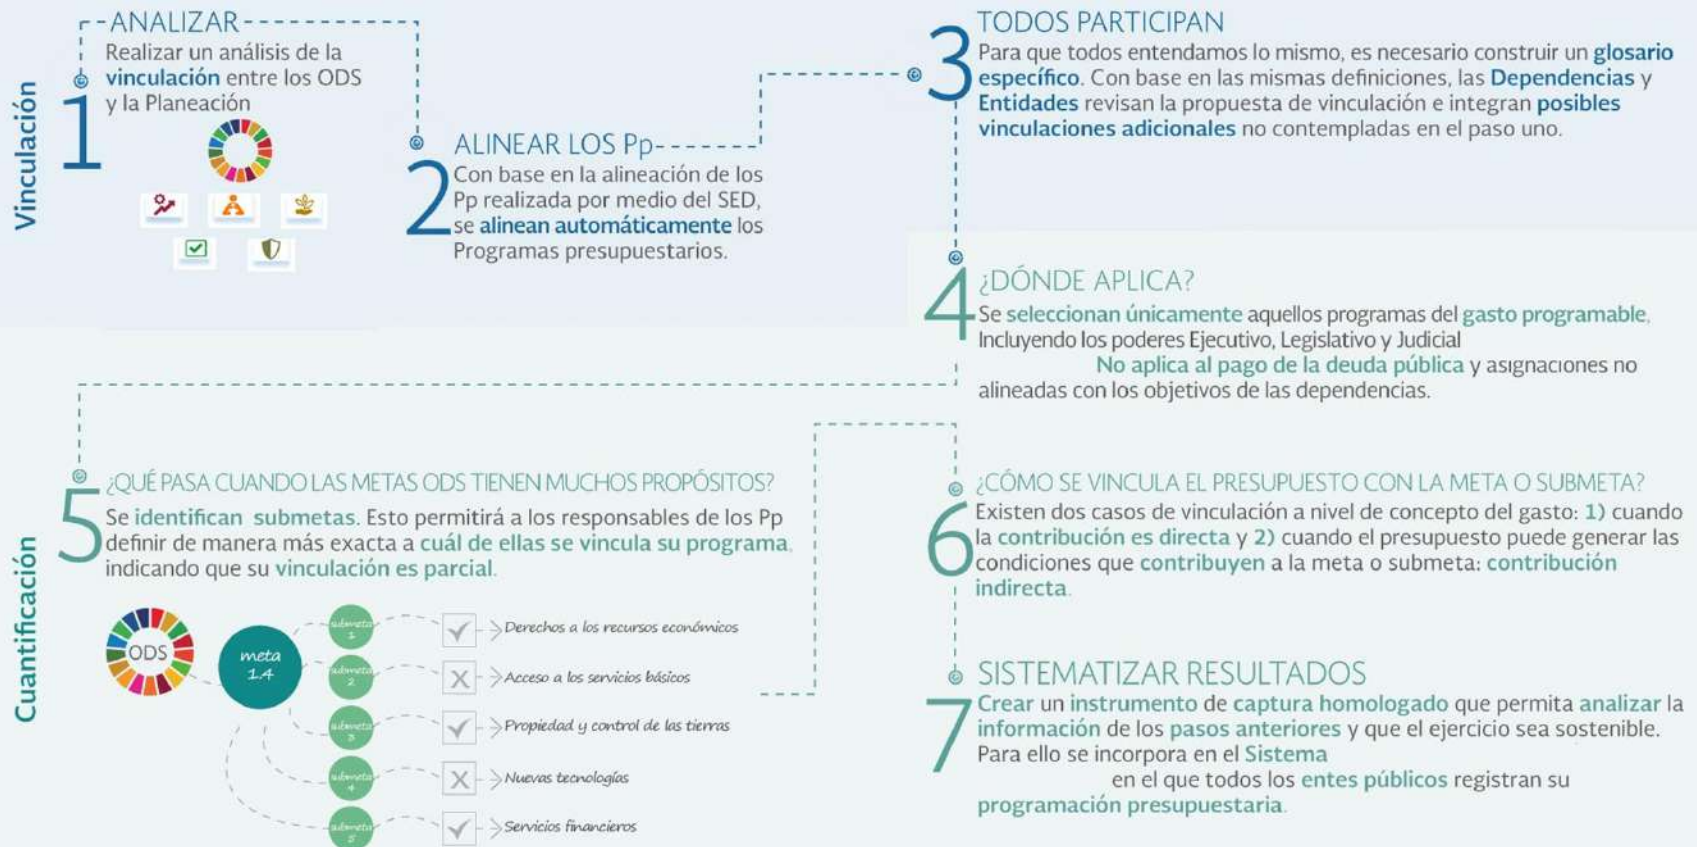 Vinculación
1
ANALIZAR
Realizar un análisis de la
vinculación entre los ODS
y la Planeación
2
ALINEAR LOS Pp
Con base en la alineación de los
Pp realizada por medio del SED,
se alinean automáticamente los
Programas presupuestarios.
3
TODOS PARTICIPAN
Para que todos entendamos lo mismo, es necesario construir un glosario
específico. Con base en las mismas definiciones, las Dependencias y
Entidades revisan la propuesta de vinculación e integran posibles
vinculaciones adicionales no contempladas en el paso uno.
Cuantificación
4
¿DÓNDE APLICA?
Se seleccionan únicamente aquellos programas del gasto programable,
Incluyendo los poderes Ejecutivo, Legislativo y Judicial
No aplica al pago de la deuda pública y asignaciones no
alineadas con los objetivos de las dependencias.
5
¿QUÉ PASA CUANDO LAS METAS ODS TIENEN MUCHOS PROPÓSITOS?
Se identifican submetas. Esto permitirá a los responsables de los Pp
definir de manera más exacta a cuál de ellas se vincula su programa,
indicando que su vinculación es parcial.
ODS
meta
1.4
submeta
1
Derechos a los recursos económicos
submeta
2
Acceso a los servicios básicos
submeta
3
Propiedad y control de las tierras
submeta
4
Nuevas tecnologías
submeta
5
Servicios financieros
6
¿CÓMO SE VINCULA EL PRESUPUESTO CON LA META O SUBMETA?
Existen dos casos de vinculación a nivel de concepto del gasto: 1) cuando
la contribución es directa y 2) cuando el presupuesto puede generar las
condiciones que contribuyen a la meta o submeta: contribución
indirecta.
7
SISTEMATIZAR RESULTADOS
Crear un instrumento de captura homologado que permita analizar la
información de los pasos anteriores y que el ejercicio sea sostenible.
Para ello se incorpora en el Sistema
en el que todos los entes públicos registran su
programación presupuestaria.